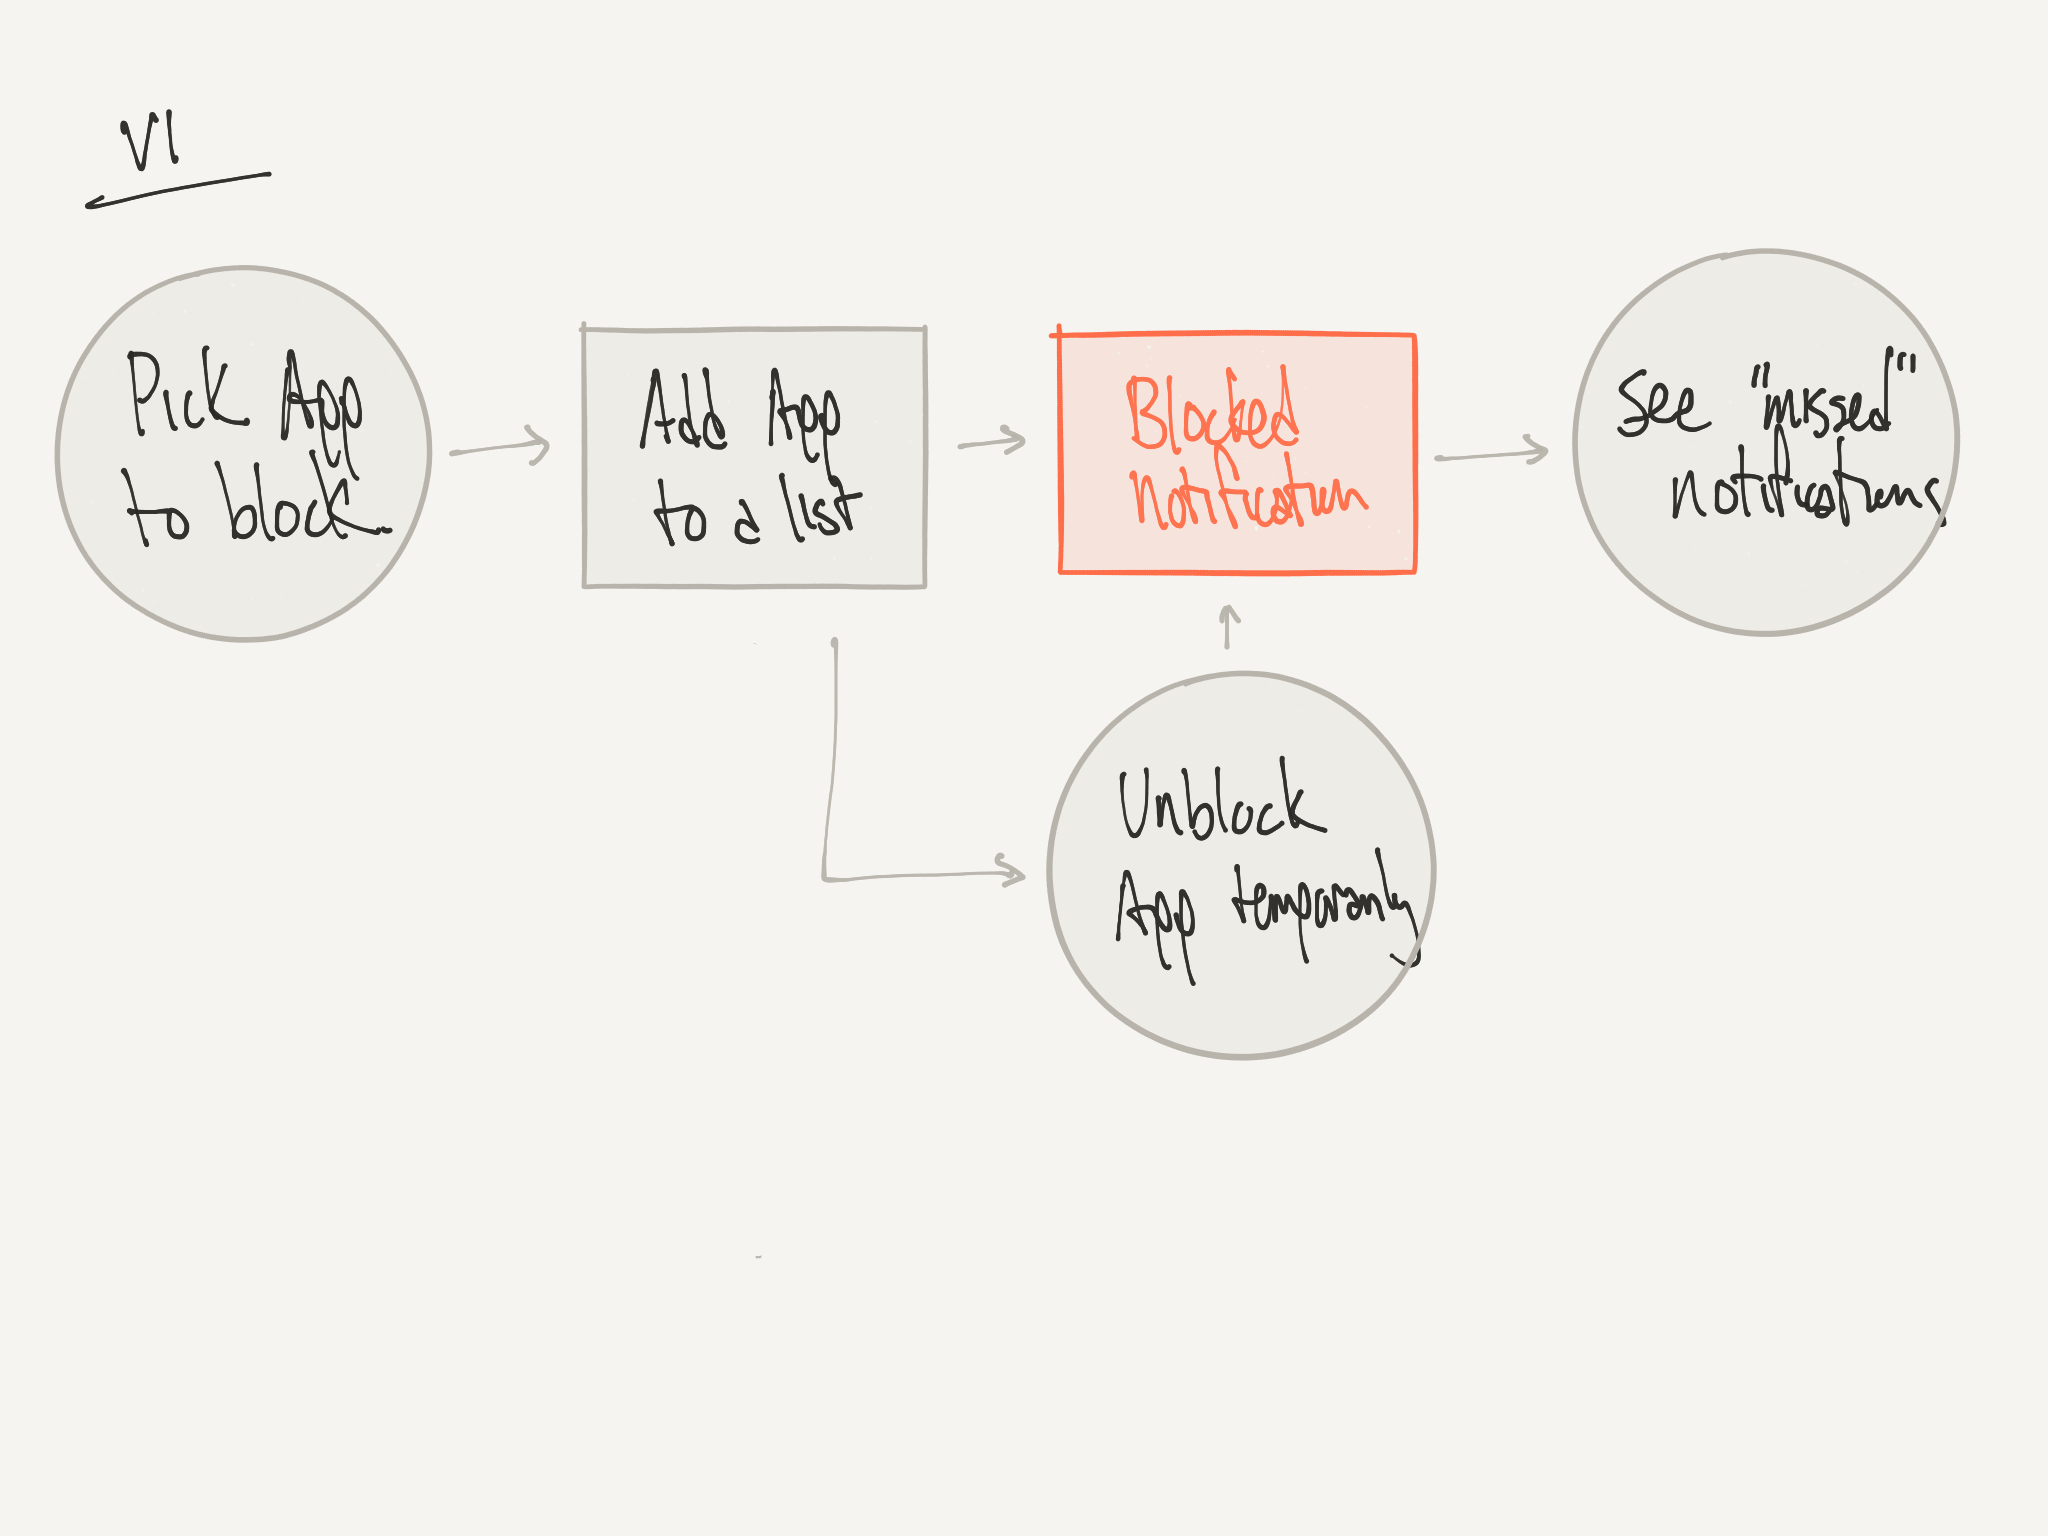 V1
Pick App
to block
Add App
to a list
Blocked
notification
See "missed"
notifications
Unblock
App temporarily